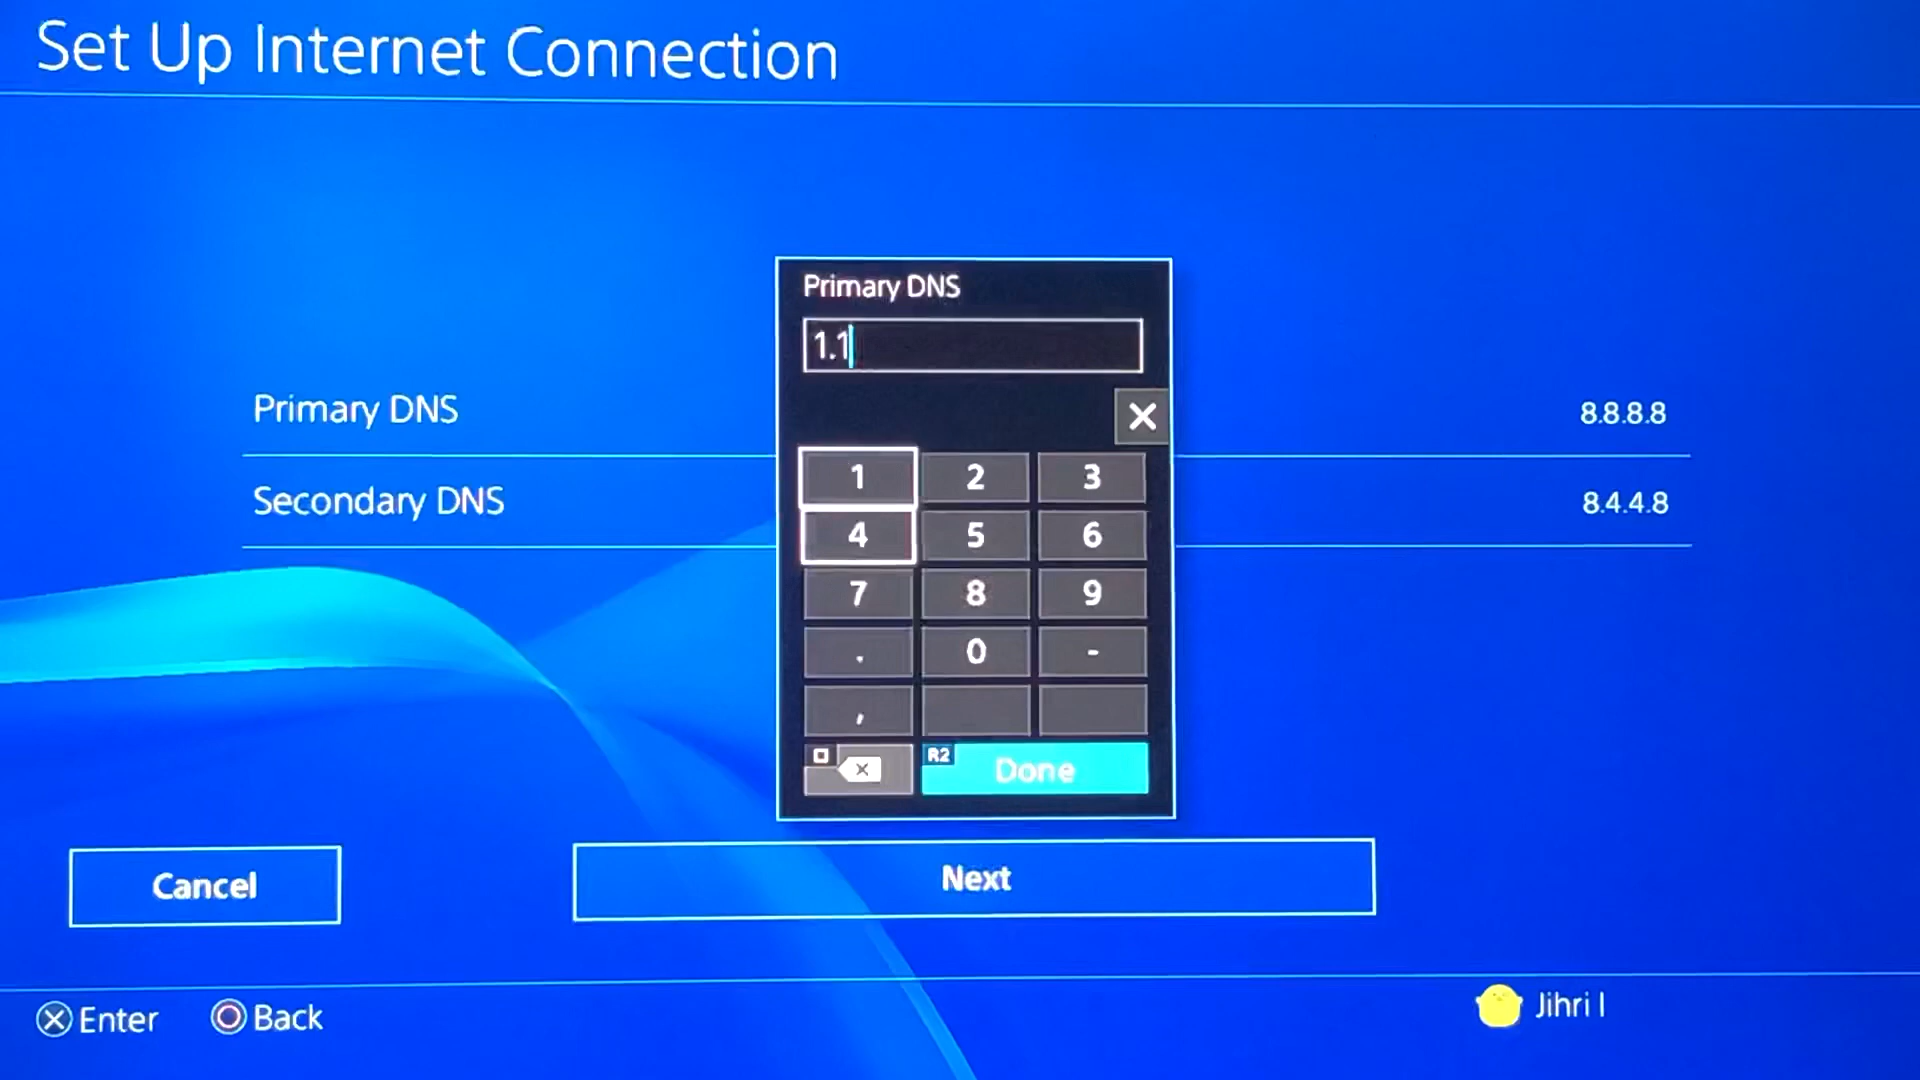 Set Up Internet Connection
Primary DNS
1.1
Primary DNS
8.8.8.8
Secondary DNS
8.4.4.8
1 2 3
4 5 6
7 8 9
. 0 -
,
R2 Done
Cancel
Next
Enter
Back
Jihri I